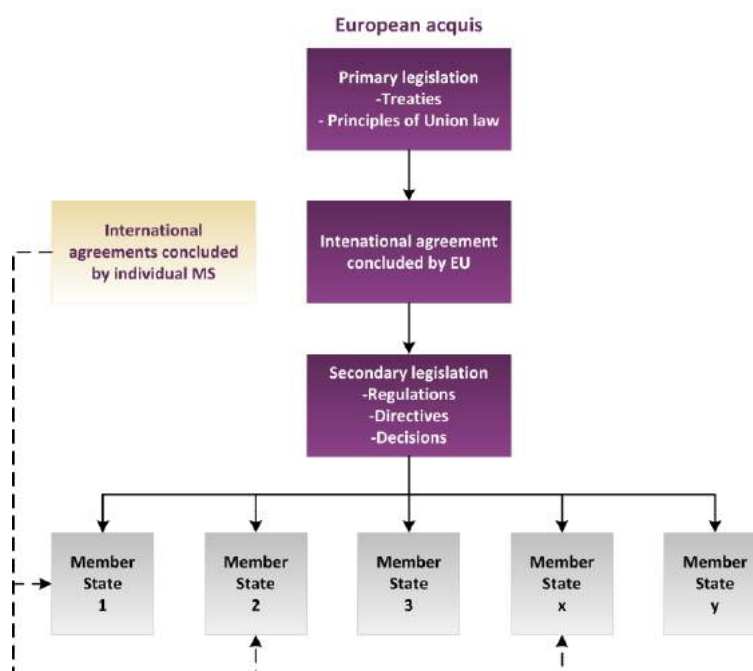 European acquis
Primary legislation
-Treaties
- Principles of Union law
International
agreements concluded
by individual MS
Intenational agreement
concluded by EU
Secondary legislation
-Regulations
-Directives
-Decisions
Member
State
1
Member
State
2
Member
State
3
Member
State
x
Member
State
y